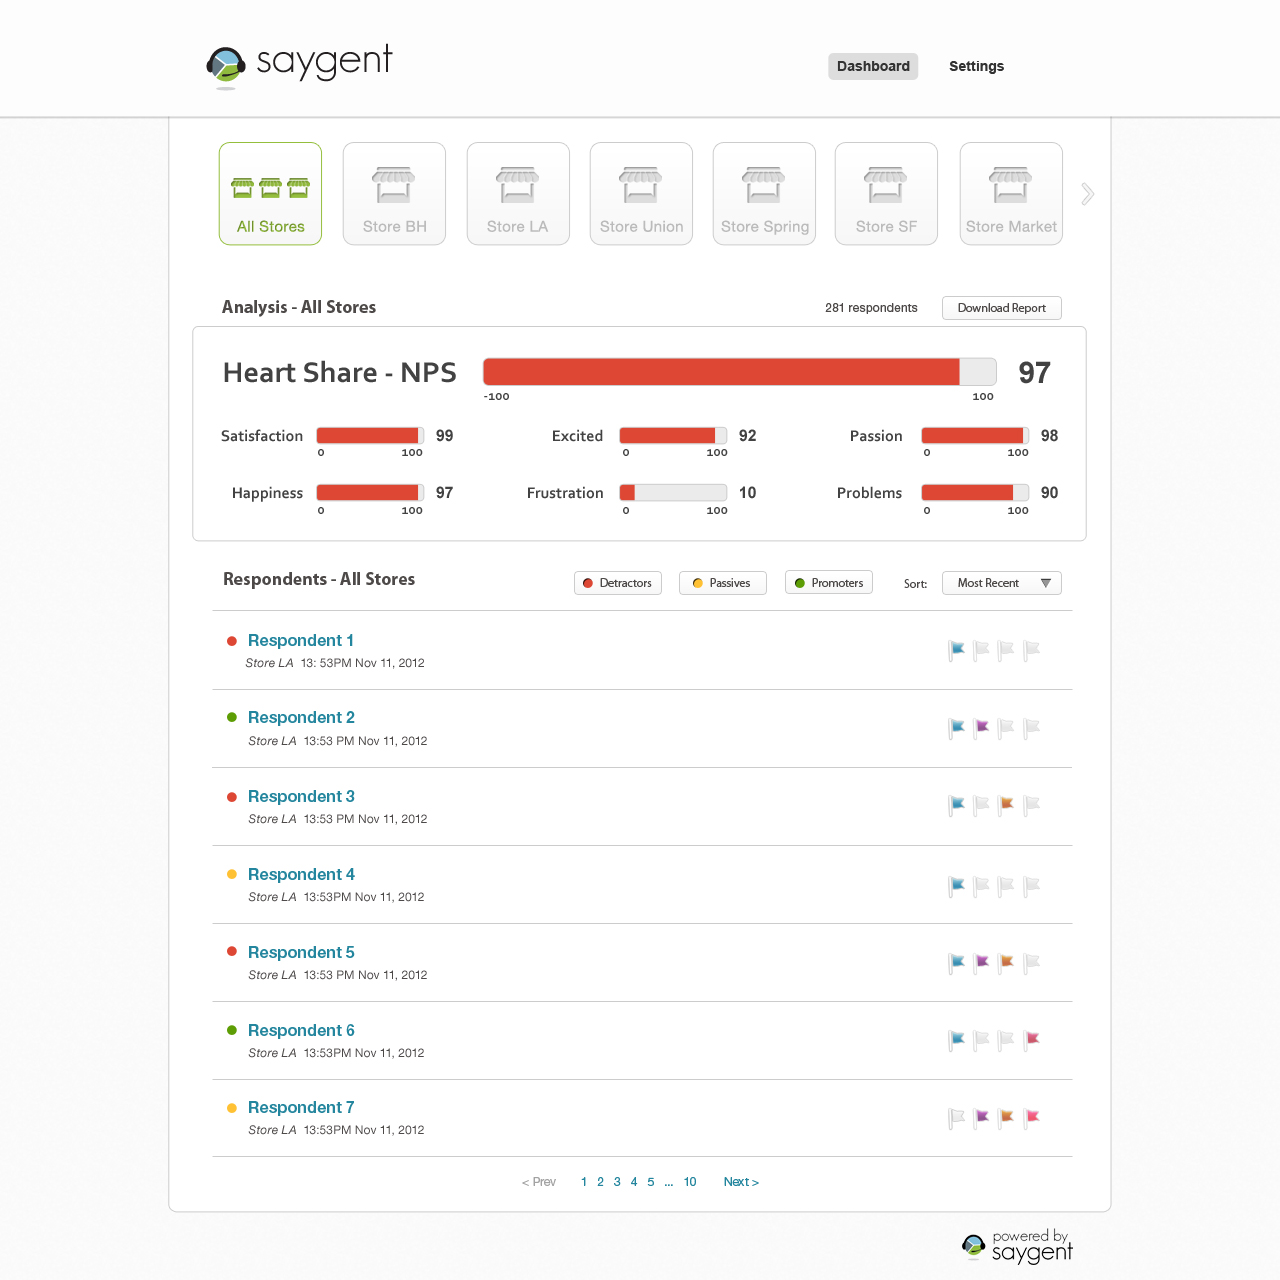 saygent
Dashboard Settings
All Stores Store BH Store LA Store Union Store Spring Store SF Store Market
Analysis - All Stores 281 respondents Download Report
Heart Share - NPS 97
-100 100
Satisfaction 99 Excited 92 Passion 98
0 100 0 100 0 100
Happiness 97 Frustration 10 Problems 90
0 100 0 100 0 100
Respondents - All Stores Detractors Passives Promoters Sort: Most Recent
Respondent 1
Store LA 13: 53PM Nov 11, 2012
Respondent 2
Store LA 13:53 PM Nov 11, 2012
Respondent 3
Store LA 13:53 PM Nov 11, 2012
Respondent 4
Store LA 13:53PM Nov 11, 2012
Respondent 5
Store LA 13:53 PM Nov 11, 2012
Respondent 6
Store LA 13:53PM Nov 11, 2012
Respondent 7
Store LA 13:53PM Nov 11, 2012
< Prev 1 2 3 4 5 ... 10 Next >
powered by
saygent